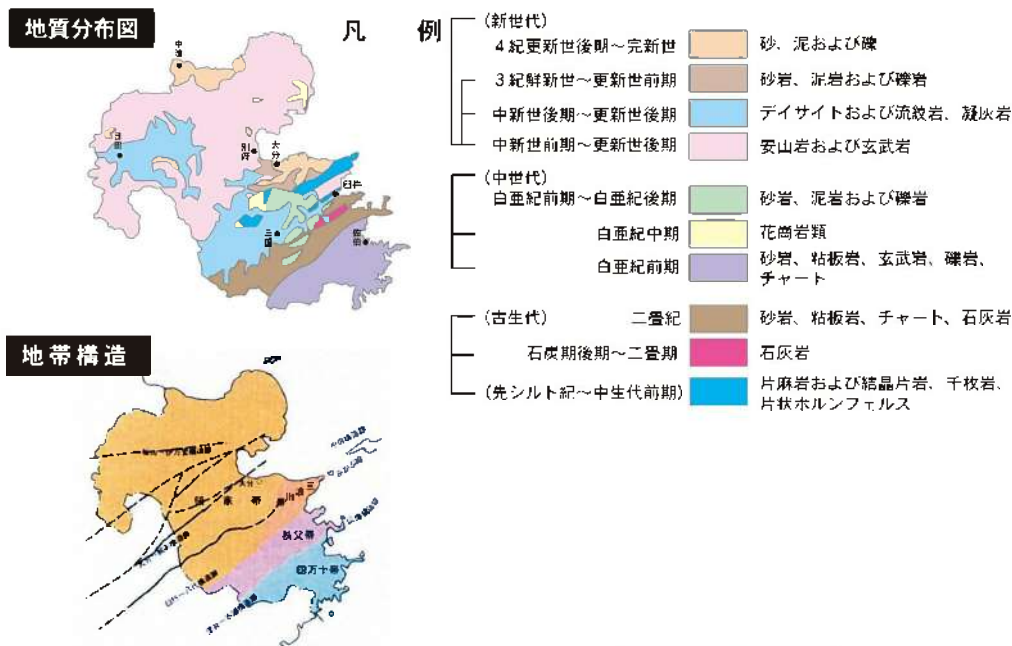 地質分布図
凡 例
中津
日田
別府
大分
臼杵
三重
佐伯
(新世代)
4紀更新世後期～完新世
砂、泥および礫
3紀鮮新世～更新世前期
砂岩、泥岩および礫岩
中新世後期～更新世後期
デイサイトおよび流紋岩、凝灰岩
中新世前期～更新世後期
安山岩および玄武岩
(中世代)
白亜紀前期～白亜紀後期
砂岩、泥岩および礫岩
白亜紀中期
花崗岩類
白亜紀前期
砂岩、粘板岩、玄武岩、礫岩、
チャート
(古生代)
二畳紀
砂岩、粘板岩、チャート、石灰岩
石炭期後期～二畳期
石灰岩
(先シルト紀～中生代前期)
片麻岩および結晶片岩、千枚岩、
片状ホルンフェルス
地帯構造
大分
領家帯
三波川
秩父帯
四万十帯